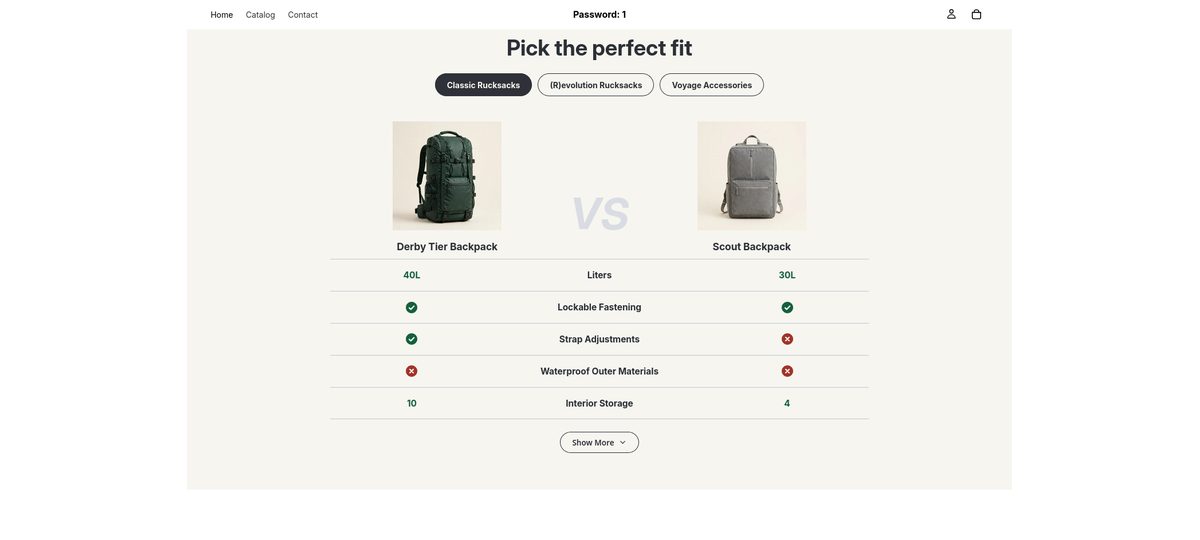 Home Catalog Contact Password: 1
Pick the perfect fit
Classic Rucksacks (R)evolution Rucksacks Voyage Accessories
VS
Derby Tier Backpack Scout Backpack
40L Liters 30L
Lockable Fastening
Strap Adjustments
Waterproof Outer Materials
10 Interior Storage 4
Show More